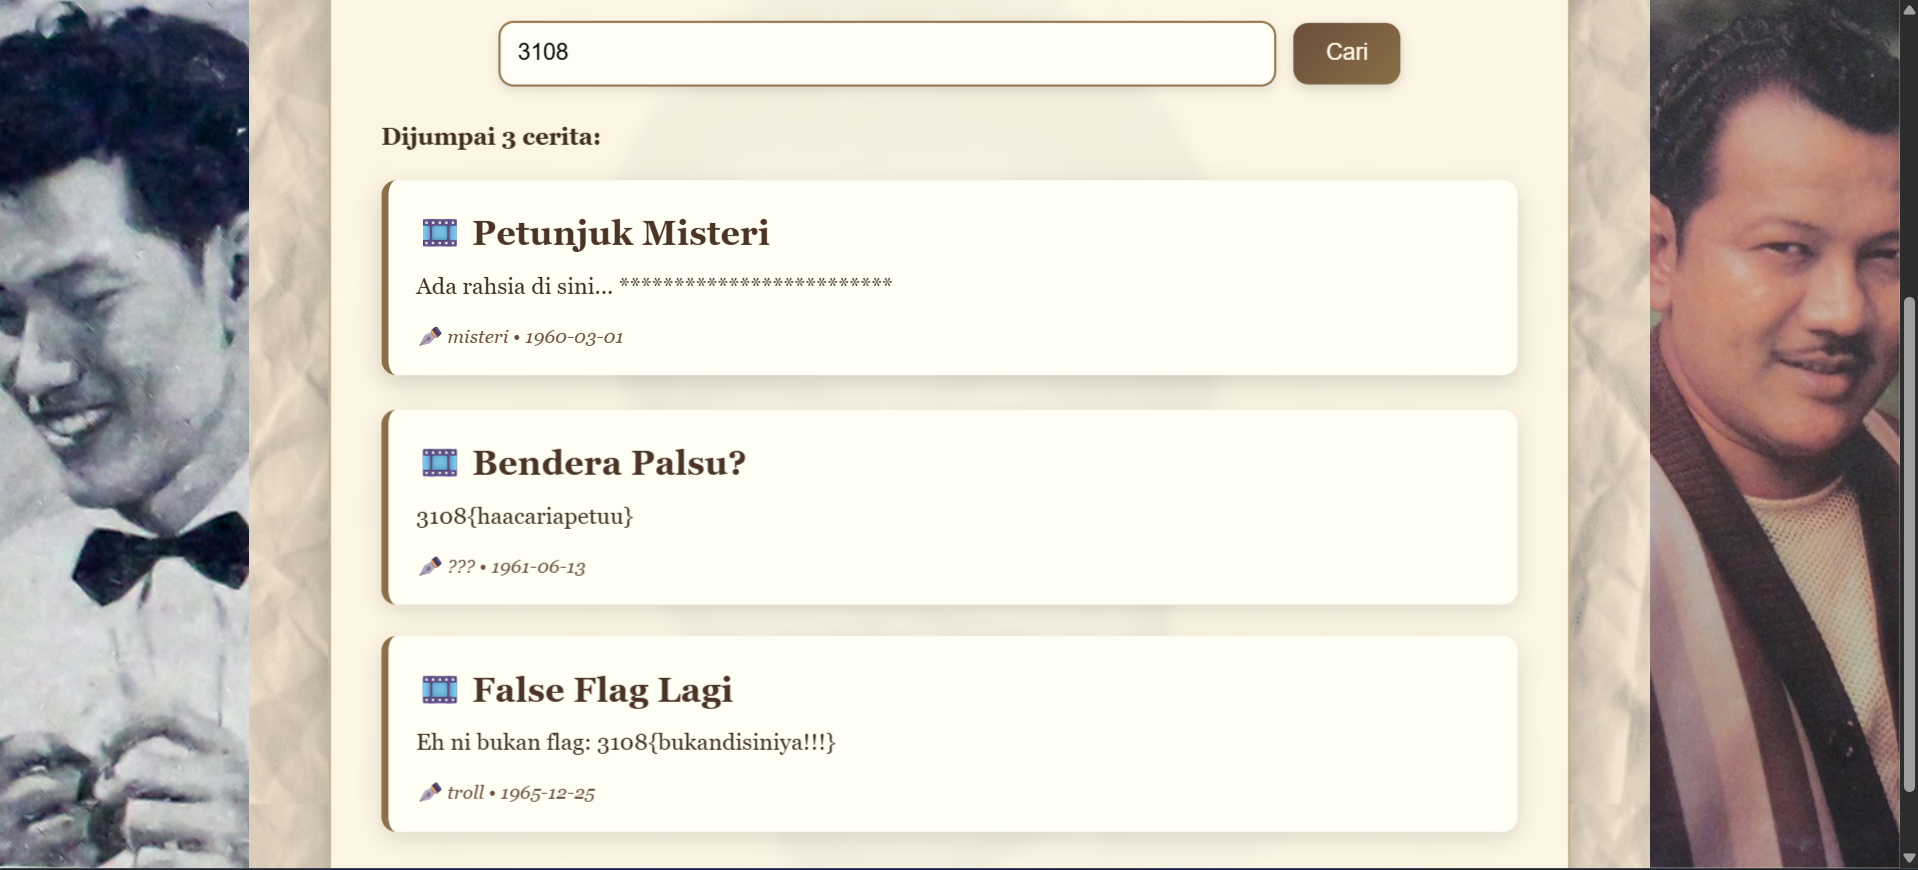 3108
Cari
Dijumpai 3 cerita:
Petunjuk Misteri
Ada rahsia di sini... *************************
misteri • 1960-03-01
Bendera Palsu?
3108{haacariapetuu}
??? • 1961-06-13
False Flag Lagi
Eh ni bukan flag: 3108{bukandisiniya!!!}
troll • 1965-12-25